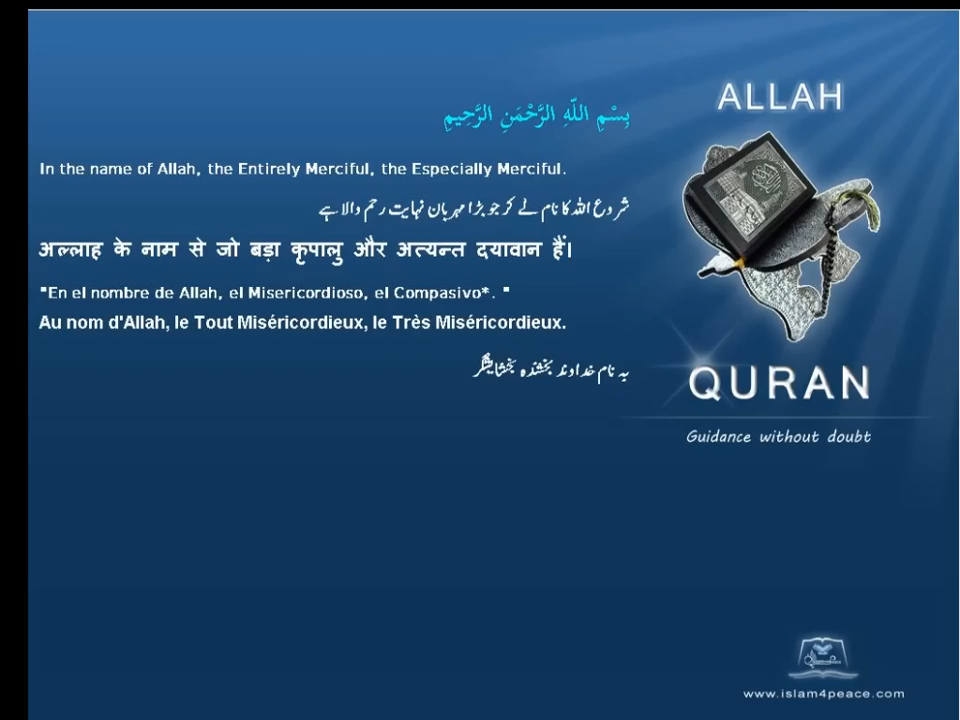 بِسْمِ اللَّهِ الرَّحْمَنِ الرَّحِيمِ
In the name of Allah, the Entirely Merciful, the Especially Merciful.
شروع الله کا نام لے کر جو بڑا مہربان نہایت رحم والا ہے
अल्लाह के नाम से जो बड़ा कृपालु और अत्यन्त दयावान हैं।
"En el nombre de Allah, el Misericordioso, el Compasivo*. "
Au nom d'Allah, le Tout Miséricordieux, le Très Miséricordieux.
به نام خداوند بخشنده بخشایشگر
ALLAH
QURAN
Guidance without doubt
www.islam4peace.com